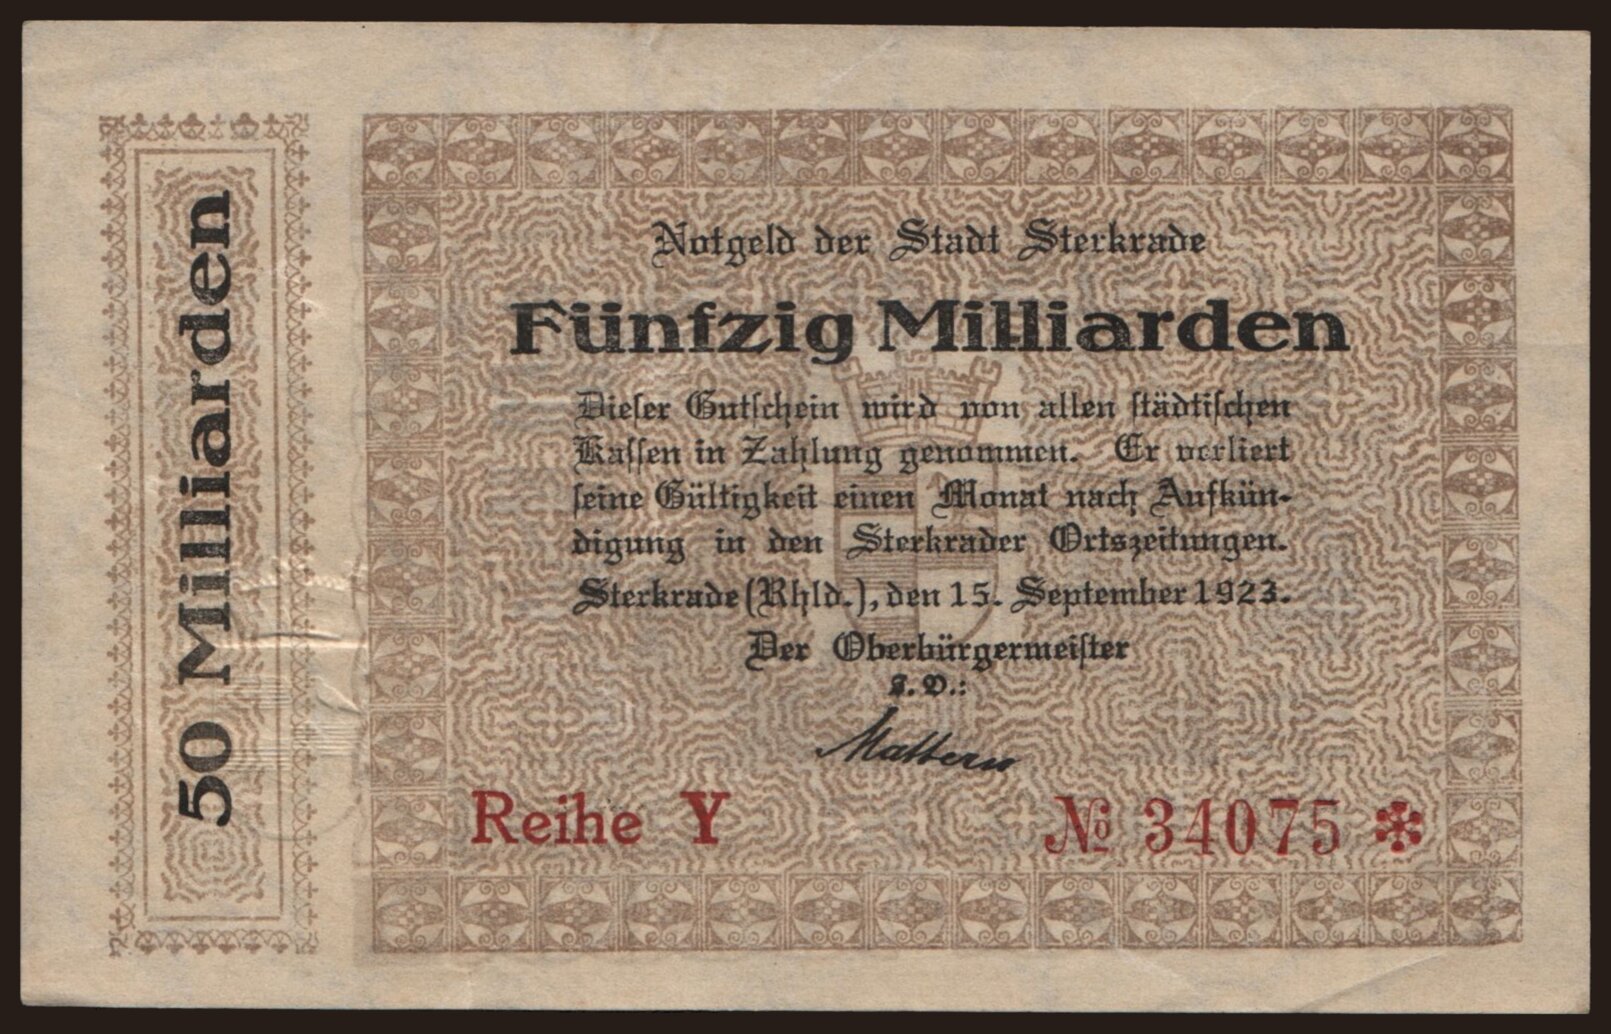 50 Milliarden
Notgeld der Stadt Sterkrade
Fünfzig Milliarden
Dieser Gutschein wird von allen städtischen
Kassen in Zahlung genommen. Er verliert
seine Gültigkeit einen Monat nach Aufkün-
digung in den Sterkrader Ortszeitungen.
Sterkrade (Rhld.), den 15. September 1923.
Der Oberbürgermeister
I. V.:
Mattern
Reihe Y № 34075 *